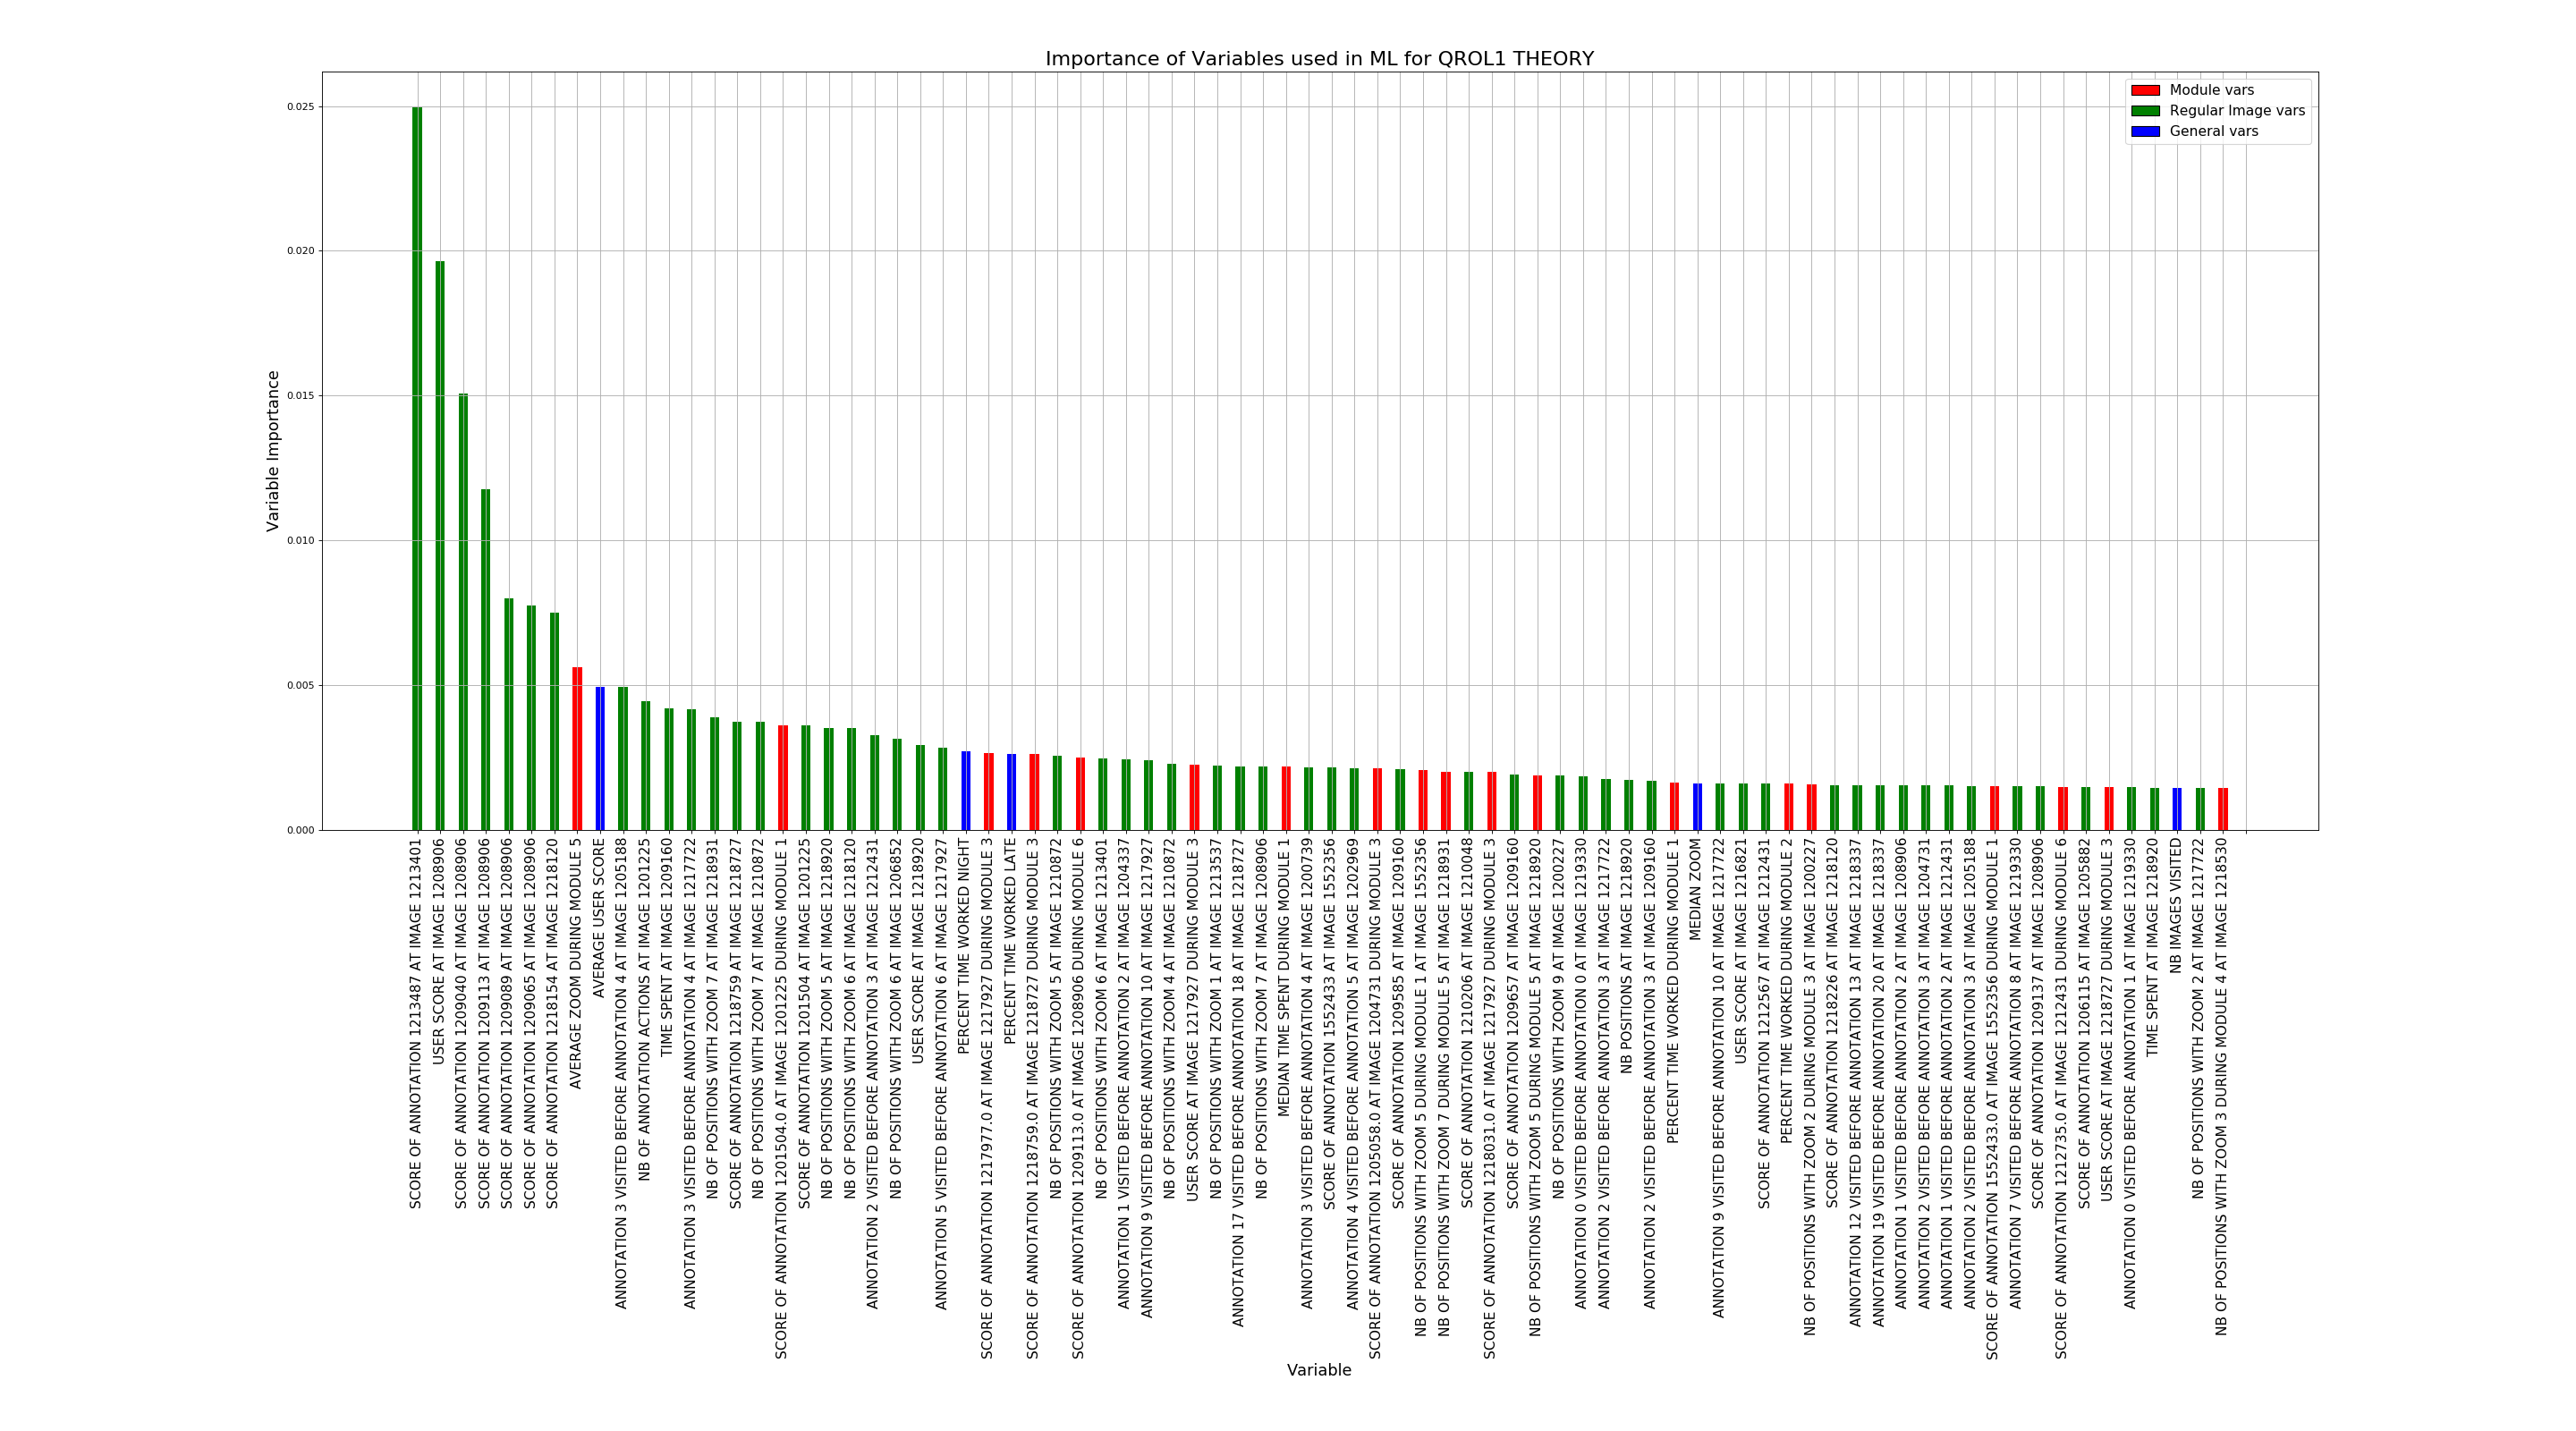 Importance of Variables used in ML for QROL1 THEORY
Module vars
Regular Image vars
General vars
Variable Importance
0.025
0.020
0.015
0.010
0.005
0.000
SCORE OF ANNOTATION 1213487 AT IMAGE 1213401
USER SCORE AT IMAGE 1208906
SCORE OF ANNOTATION 1209040 AT IMAGE 1208906
SCORE OF ANNOTATION 1209113 AT IMAGE 1208906
SCORE OF ANNOTATION 1209089 AT IMAGE 1208906
SCORE OF ANNOTATION 1209065 AT IMAGE 1208906
SCORE OF ANNOTATION 1218154 AT IMAGE 1218120
AVERAGE ZOOM DURING MODULE 5
AVERAGE USER SCORE
ANNOTATION 3 VISITED BEFORE ANNOTATION 4 AT IMAGE 1205188
NB OF ANNOTATION ACTIONS AT IMAGE 1201225
TIME SPENT AT IMAGE 1209160
ANNOTATION 3 VISITED BEFORE ANNOTATION 4 AT IMAGE 1217722
NB OF POSITIONS WITH ZOOM 7 AT IMAGE 1218931
SCORE OF ANNOTATION 1218759 AT IMAGE 1218727
NB OF POSITIONS WITH ZOOM 7 AT IMAGE 1210872
SCORE OF ANNOTATION 1201504.0 AT IMAGE 1201225 DURING MODULE 1
SCORE OF ANNOTATION 1201504 AT IMAGE 1201225
NB OF POSITIONS WITH ZOOM 5 AT IMAGE 1218920
NB OF POSITIONS WITH ZOOM 6 AT IMAGE 1218120
ANNOTATION 2 VISITED BEFORE ANNOTATION 3 AT IMAGE 1212431
NB OF POSITIONS WITH ZOOM 6 AT IMAGE 1206852
USER SCORE AT IMAGE 1218920
ANNOTATION 5 VISITED BEFORE ANNOTATION 6 AT IMAGE 1217927
PERCENT TIME WORKED NIGHT
SCORE OF ANNOTATION 1217977.0 AT IMAGE 1217927 DURING MODULE 3
PERCENT TIME WORKED LATE
SCORE OF ANNOTATION 1218759.0 AT IMAGE 1218727 DURING MODULE 3
NB OF POSITIONS WITH ZOOM 5 AT IMAGE 1210872
SCORE OF ANNOTATION 1209113.0 AT IMAGE 1208906 DURING MODULE 6
NB OF POSITIONS WITH ZOOM 6 AT IMAGE 1213401
ANNOTATION 1 VISITED BEFORE ANNOTATION 2 AT IMAGE 1204337
ANNOTATION 9 VISITED BEFORE ANNOTATION 10 AT IMAGE 1217927
NB OF POSITIONS WITH ZOOM 4 AT IMAGE 1210872
USER SCORE AT IMAGE 1217927 DURING MODULE 3
NB OF POSITIONS WITH ZOOM 1 AT IMAGE 1213537
ANNOTATION 17 VISITED BEFORE ANNOTATION 18 AT IMAGE 1218727
NB OF POSITIONS WITH ZOOM 7 AT IMAGE 1208906
MEDIAN TIME SPENT DURING MODULE 1
ANNOTATION 3 VISITED BEFORE ANNOTATION 4 AT IMAGE 1200739
SCORE OF ANNOTATION 1552433 AT IMAGE 1552356
ANNOTATION 4 VISITED BEFORE ANNOTATION 5 AT IMAGE 1202969
SCORE OF ANNOTATION 1205058.0 AT IMAGE 1204731 DURING MODULE 3
SCORE OF ANNOTATION 1209585 AT IMAGE 1209160
NB OF POSITIONS WITH ZOOM 5 DURING MODULE 1 AT IMAGE 1552356
NB OF POSITIONS WITH ZOOM 7 DURING MODULE 5 AT IMAGE 1218931
SCORE OF ANNOTATION 1210206 AT IMAGE 1210048
SCORE OF ANNOTATION 1218031.0 AT IMAGE 1217927 DURING MODULE 3
SCORE OF ANNOTATION 1209657 AT IMAGE 1209160
NB OF POSITIONS WITH ZOOM 5 DURING MODULE 5 AT IMAGE 1218920
NB OF POSITIONS WITH ZOOM 9 AT IMAGE 1200227
ANNOTATION 0 VISITED BEFORE ANNOTATION 0 AT IMAGE 1219330
ANNOTATION 2 VISITED BEFORE ANNOTATION 3 AT IMAGE 1217722
NB POSITIONS AT IMAGE 1218920
ANNOTATION 2 VISITED BEFORE ANNOTATION 3 AT IMAGE 1209160
PERCENT TIME WORKED DURING MODULE 1
MEDIAN ZOOM
ANNOTATION 9 VISITED BEFORE ANNOTATION 10 AT IMAGE 1217722
USER SCORE AT IMAGE 1216821
SCORE OF ANNOTATION 1212567 AT IMAGE 1212431
PERCENT TIME WORKED DURING MODULE 2
NB OF POSITIONS WITH ZOOM 2 DURING MODULE 3 AT IMAGE 1200227
SCORE OF ANNOTATION 1218226 AT IMAGE 1218120
ANNOTATION 12 VISITED BEFORE ANNOTATION 13 AT IMAGE 1218337
ANNOTATION 19 VISITED BEFORE ANNOTATION 20 AT IMAGE 1218337
ANNOTATION 1 VISITED BEFORE ANNOTATION 2 AT IMAGE 1208906
ANNOTATION 2 VISITED BEFORE ANNOTATION 3 AT IMAGE 1204731
ANNOTATION 1 VISITED BEFORE ANNOTATION 2 AT IMAGE 1212431
ANNOTATION 2 VISITED BEFORE ANNOTATION 3 AT IMAGE 1205188
SCORE OF ANNOTATION 1552433.0 AT IMAGE 1552356 DURING MODULE 1
ANNOTATION 7 VISITED BEFORE ANNOTATION 8 AT IMAGE 1219330
SCORE OF ANNOTATION 1209137 AT IMAGE 1208906
SCORE OF ANNOTATION 1212735.0 AT IMAGE 1212431 DURING MODULE 6
SCORE OF ANNOTATION 1206115 AT IMAGE 1205882
USER SCORE AT IMAGE 1218727 DURING MODULE 3
ANNOTATION 0 VISITED BEFORE ANNOTATION 1 AT IMAGE 1219330
TIME SPENT AT IMAGE 1218920
NB IMAGES VISITED
NB OF POSITIONS WITH ZOOM 2 AT IMAGE 1217722
NB OF POSITIONS WITH ZOOM 3 DURING MODULE 4 AT IMAGE 1218530
Variable